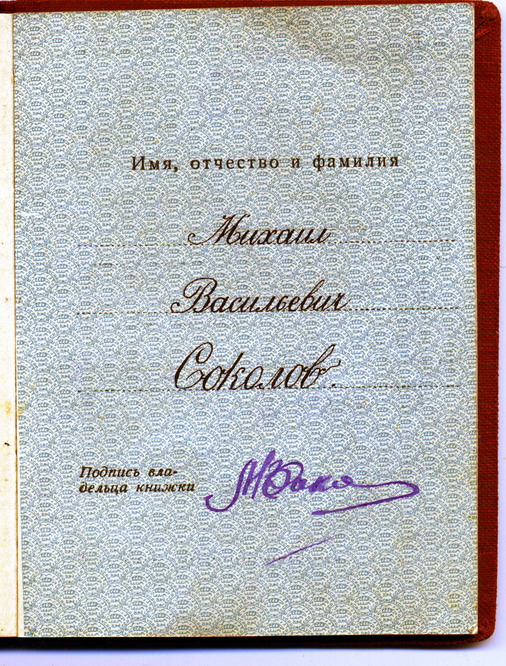 Имя, отчество и фамилия
Михаил
Васильевич
Соколов.
Подпись вла-
дельца книжки